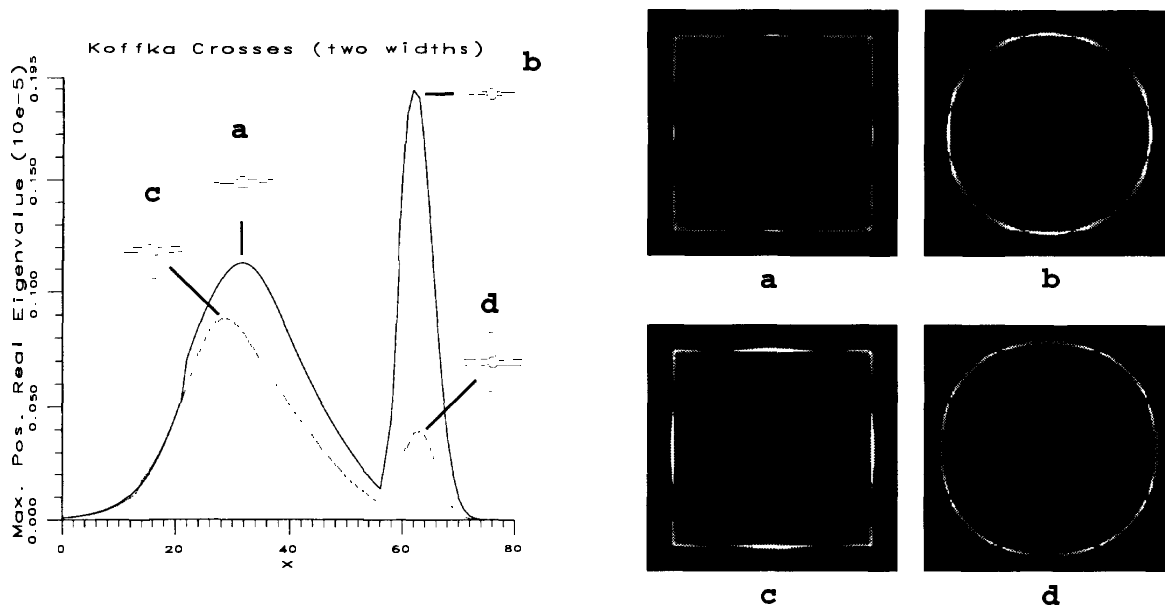 Koffka Crosses (two widths)
b
a
c
d
Max. Pos. Real Eigenvalue (10e-5)
0.195
0.150
0.100
0.050
0.000
0 20 40 60 80
X
a b
c d